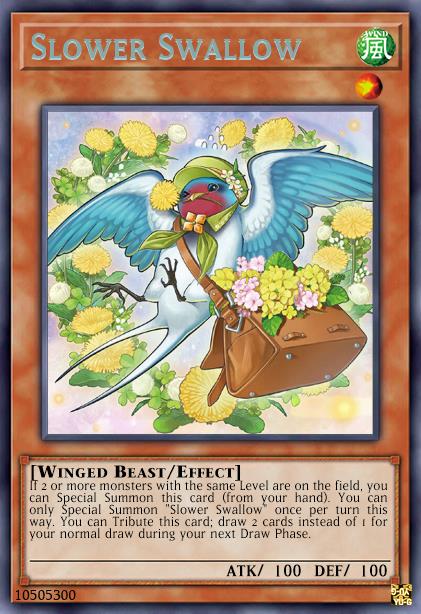 SLOWER SWALLOW
WIND
風
[WINGED BEAST/EFFECT]
If 2 or more monsters with the same Level are on the field, you
can Special Summon this card (from your hand). You can
only Special Summon "Slower Swallow" once per turn this
way. You can Tribute this card; draw 2 cards instead of 1 for
your normal draw during your next Draw Phase.
ATK/ 100 DEF/ 100
10505300